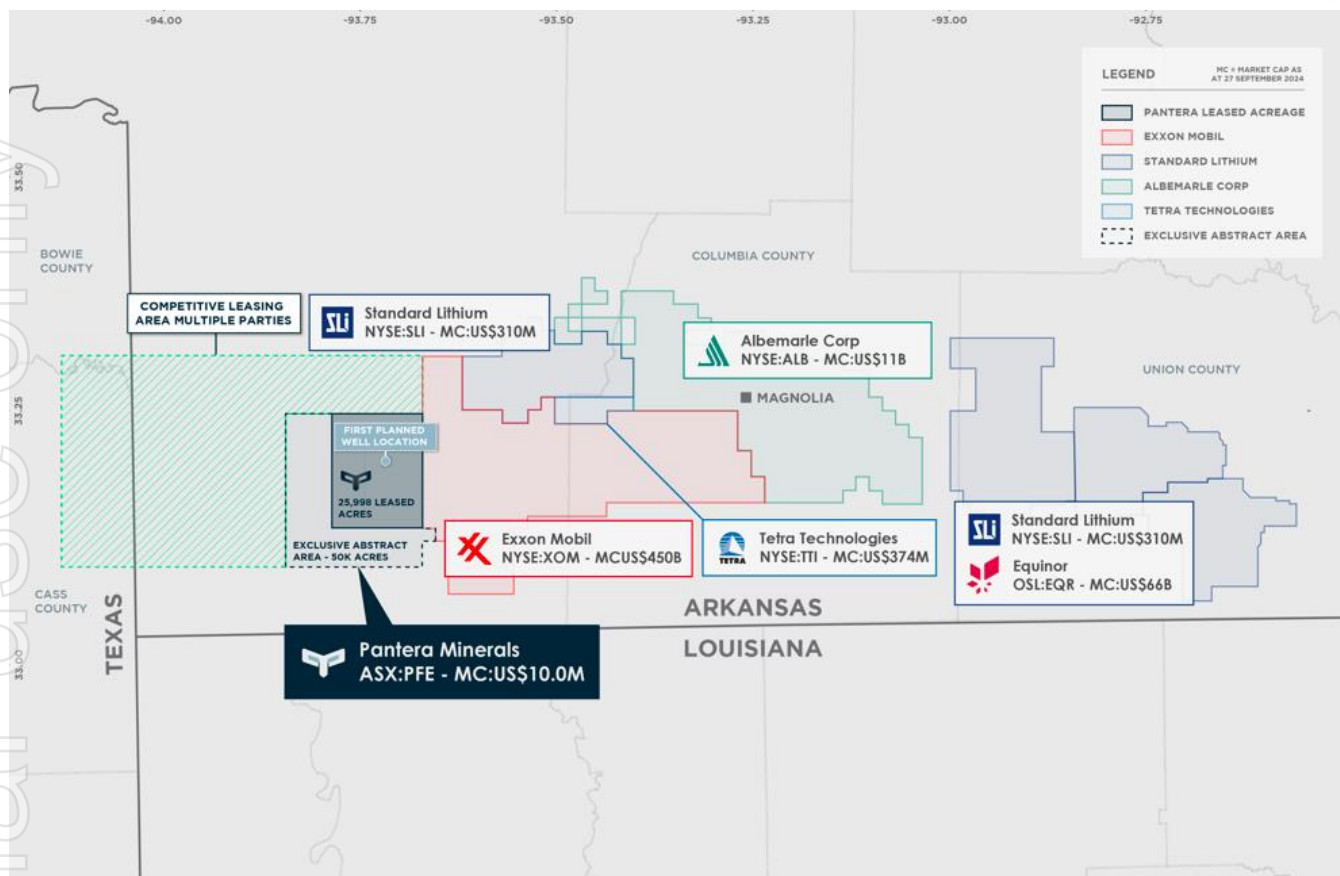 -94.00
-93.75
-93.50
-93.25
-93.00
-92.75
LEGEND
MC = MARKET CAP AS
AT 27 SEPTEMBER 2024
PANTERA LEASED ACREAGE
EXXON MOBIL
STANDARD LITHIUM
ALBEMARLE CORP
TETRA TECHNOLOGIES
EXCLUSIVE ABSTRACT AREA
33.50
33.25
33.00
BOWIE
COUNTY
COLUMBIA COUNTY
UNION COUNTY
CASS
COUNTY
COMPETITIVE LEASING
AREA MULTIPLE PARTIES
SLi
Standard Lithium
NYSE:SLI - MC:US$310M
Albemarle Corp
NYSE:ALB - MC:US$11B
MAGNOLIA
FIRST PLANNED
WELL LOCATION
25,998 LEASED
ACRES
EXCLUSIVE ABSTRACT
AREA - 50K ACRES
Exxon Mobil
NYSE:XOM - MCUS$450B
TETRA
Tetra Technologies
NYSE:TTI - MC:US$374M
SLi
Standard Lithium
NYSE:SLI - MC:US$310M
Equinor
OSL:EQR - MC:US$66B
TEXAS
ARKANSAS
LOUISIANA
Pantera Minerals
ASX:PFE - MC:US$10.0M